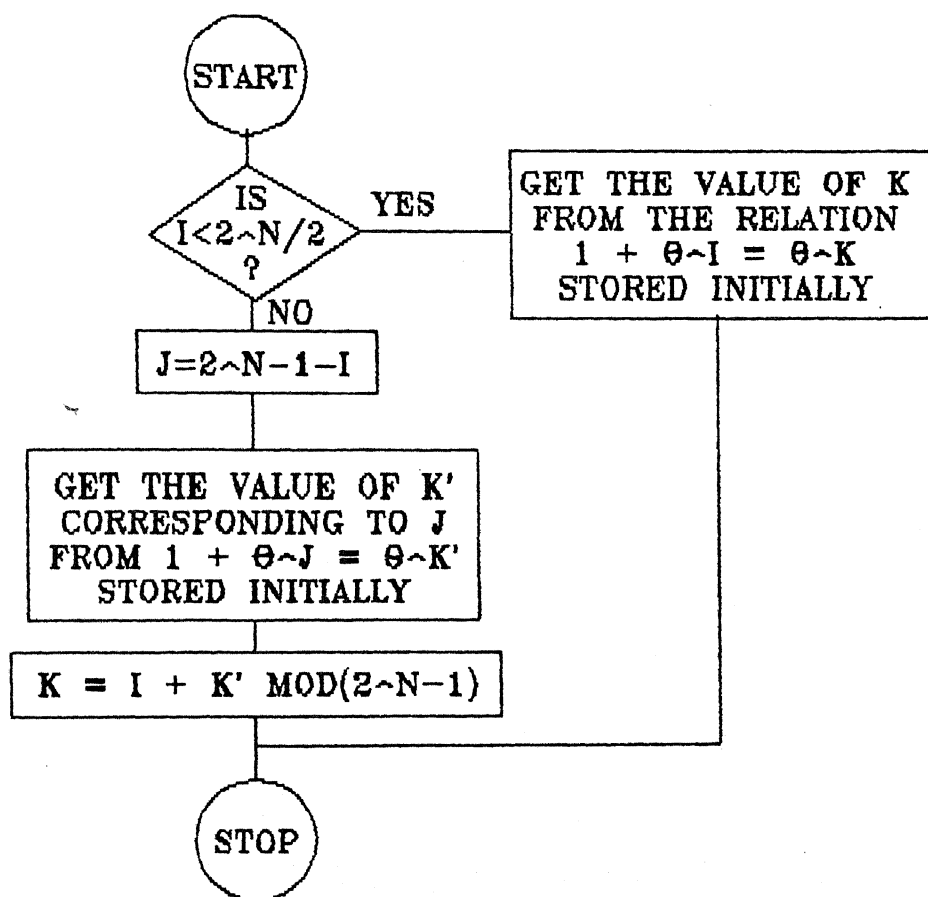 START
IS
I<2^N/2
?
YES
GET THE VALUE OF K
FROM THE RELATION
1 + θ^I = θ^K
STORED INITIALLY
NO
J=2^N-1-I
GET THE VALUE OF K'
CORRESPONDING TO J
FROM 1 + θ^J = θ^K'
STORED INITIALLY
K = I + K' MOD(2^N-1)
STOP